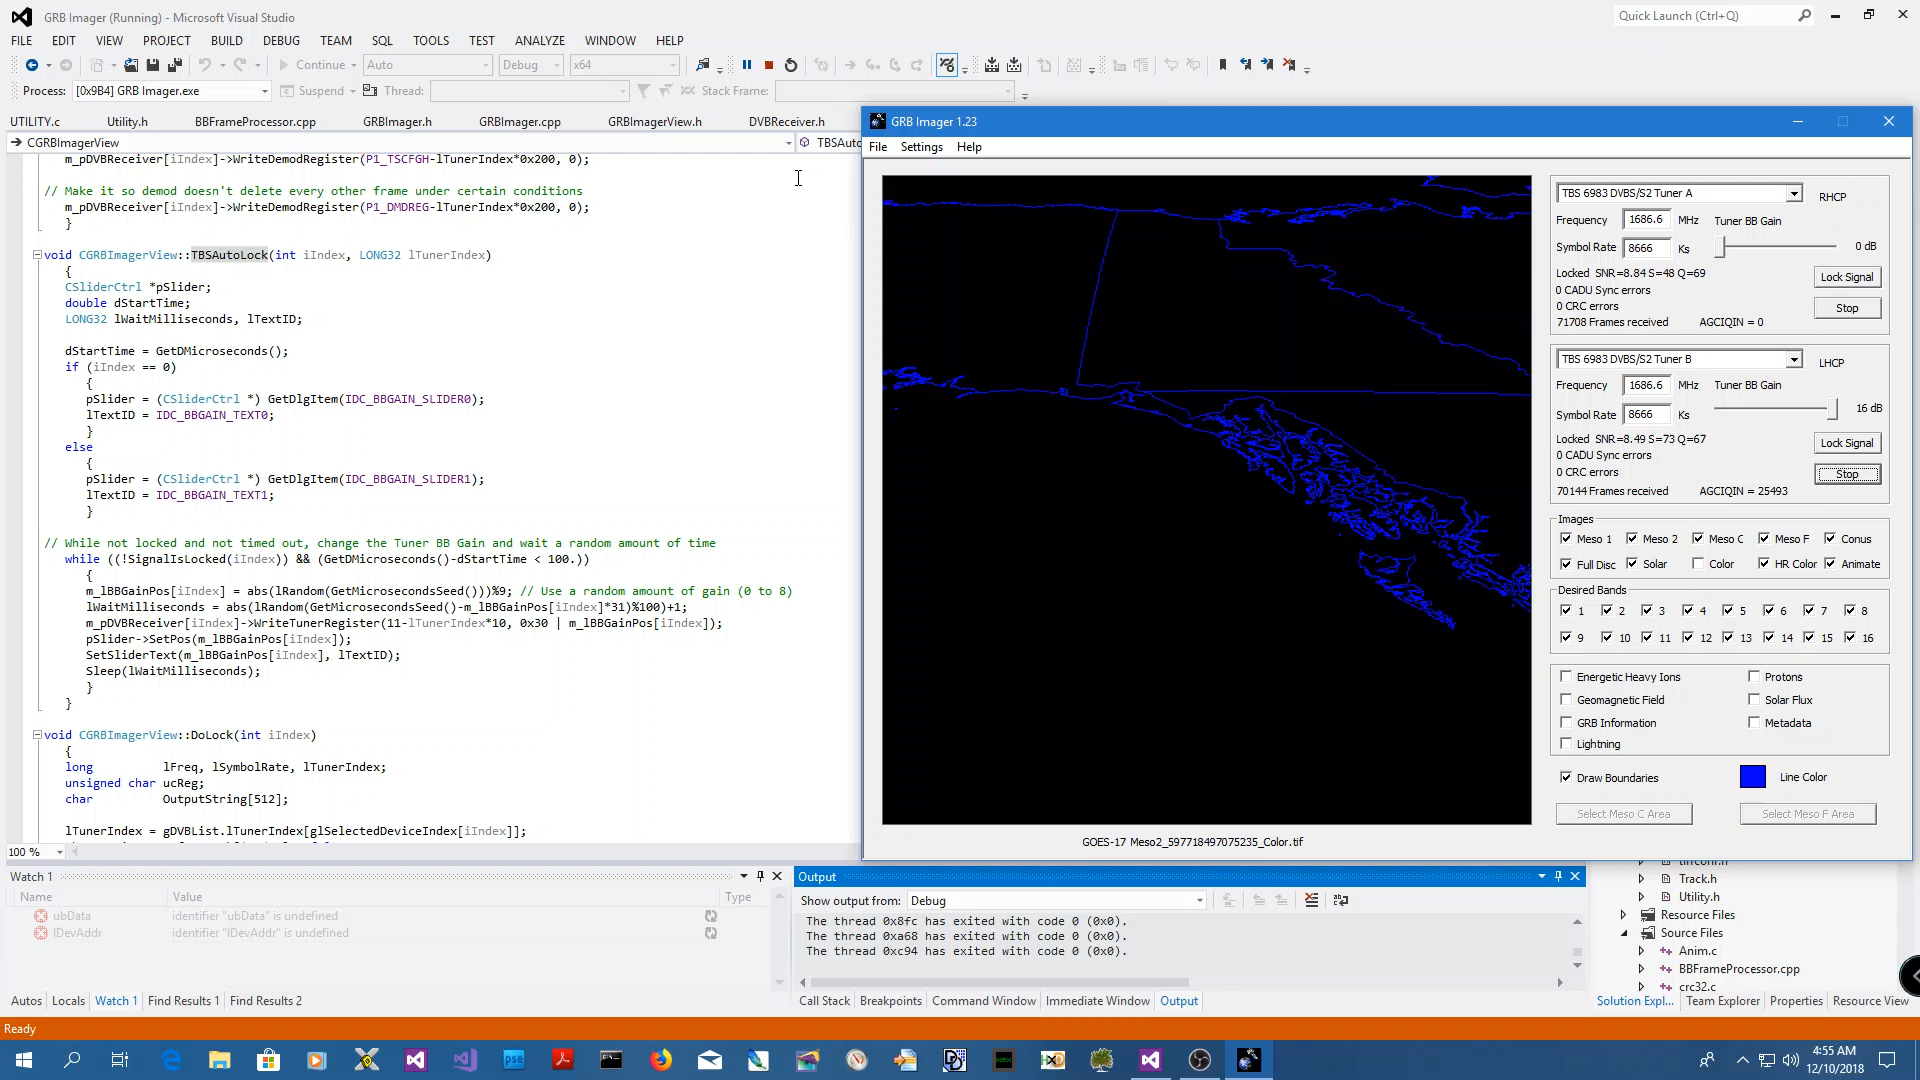 GRB Imager (Running) - Microsoft Visual Studio
Quick Launch (Ctrl+Q)
FILE EDIT VIEW PROJECT BUILD DEBUG TEAM SQL TOOLS TEST ANALYZE WINDOW HELP
Continue Auto Debug x64
Process: [0x9B4] GRB Imager.exe Suspend Thread: Stack Frame:
UTILITY.c Utility.h BBFrameProcessor.cpp GRBImager.h GRBImager.cpp GRBImagerView.h DVBReceiver.h
CGRBImagerView TBSAuto
m_pDVBReceiver[iIndex]->WriteDemodRegister(P1_TSCFGH-lTunerIndex*0x200, 0);
// Make it so demod doesn't delete every other frame under certain conditions
m_pDVBReceiver[iIndex]->WriteDemodRegister(P1_DMDREG-lTunerIndex*0x200, 0);
}
void CGRBImagerView::TBSAutoLock(int iIndex, LONG32 lTunerIndex)
{
CSliderCtrl *pSlider;
double dStartTime;
LONG32 lWaitMilliseconds, lTextID;
dStartTime = GetDMicroseconds();
if (iIndex == 0)
{
pSlider = (CSliderCtrl *) GetDlgItem(IDC_BBGAIN_SLIDER0);
lTextID = IDC_BBGAIN_TEXT0;
}
else
{
pSlider = (CSliderCtrl *) GetDlgItem(IDC_BBGAIN_SLIDER1);
lTextID = IDC_BBGAIN_TEXT1;
}
// While not locked and not timed out, change the Tuner BB Gain and wait a random amount of time
while ((!SignalIsLocked(iIndex)) && (GetDMicroseconds()-dStartTime < 100.))
{
m_lBBGainPos[iIndex] = abs(lRandom(GetMicrosecondsSeed()))%9; // Use a random amount of gain (0 to 8)
lWaitMilliseconds = abs(lRandom(GetMicrosecondsSeed()-m_lBBGainPos[iIndex]*31)%100)+1;
m_pDVBReceiver[iIndex]->WriteTunerRegister(11-lTunerIndex*10, 0x30 | m_lBBGainPos[iIndex]);
pSlider->SetPos(m_lBBGainPos[iIndex]);
SetSliderText(m_lBBGainPos[iIndex], lTextID);
Sleep(lWaitMilliseconds);
}
}
void CGRBImagerView::DoLock(int iIndex)
{
long lFreq, lSymbolRate, lTunerIndex;
unsigned char ucReg;
char OutputString[512];
lTunerIndex = gDVBList.lTunerIndex[glSelectedDeviceIndex[iIndex]];
100 %
GRB Imager 1.23
File Settings Help
TBS 6983 DVBS/S2 Tuner A RHCP
Frequency 1686.6 MHz Tuner BB Gain
Symbol Rate 8666 Ks 0 dB
Locked SNR=8.84 S=48 Q=69 Lock Signal
0 CADU Sync errors
0 CRC errors Stop
71708 Frames received AGCIQIN = 0
TBS 6983 DVBS/S2 Tuner B LHCP
Frequency 1686.6 MHz Tuner BB Gain
Symbol Rate 8666 Ks 16 dB
Locked SNR=8.49 S=73 Q=67 Lock Signal
0 CADU Sync errors
0 CRC errors Stop
70144 Frames received AGCIQIN = 25493
Images
Meso 1 Meso 2 Meso C Meso F Conus
Full Disc Solar Color HR Color Animate
Desired Bands
1 2 3 4 5 6 7 8
9 10 11 12 13 14 15 16
Energetic Heavy Ions Protons
Geomagnetic Field Solar Flux
GRB Information Metadata
Lightning
Draw Boundaries Line Color
Select Meso C Area Select Meso F Area
GOES-17 Meso2_597718497075235_Color.tif
Watch 1
Name Value Type
ubData identifier "ubData" is undefined
lDevAddr identifier "lDevAddr" is undefined
Autos Locals Watch 1 Find Results 1 Find Results 2
Output
Show output from: Debug
The thread 0x8fc has exited with code 0 (0x0).
The thread 0xa68 has exited with code 0 (0x0).
The thread 0xc94 has exited with code 0 (0x0).
Call Stack Breakpoints Command Window Immediate Window Output
Track.h
Utility.h
Resource Files
Source Files
Anim.c
BBFrameProcessor.cpp
crc32.c
Solution Expl... Team Explorer Properties Resource View
Ready
4:55 AM
12/10/2018